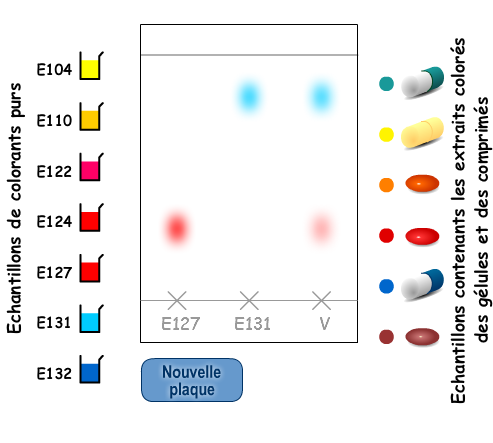 Echantillons de colorants purs
E104
E110
E122
E124
E127
E131
E132
E127 E131 V
Nouvelle
plaque
Echantillons contenants les extraits colorés
des gélules et des comprimés